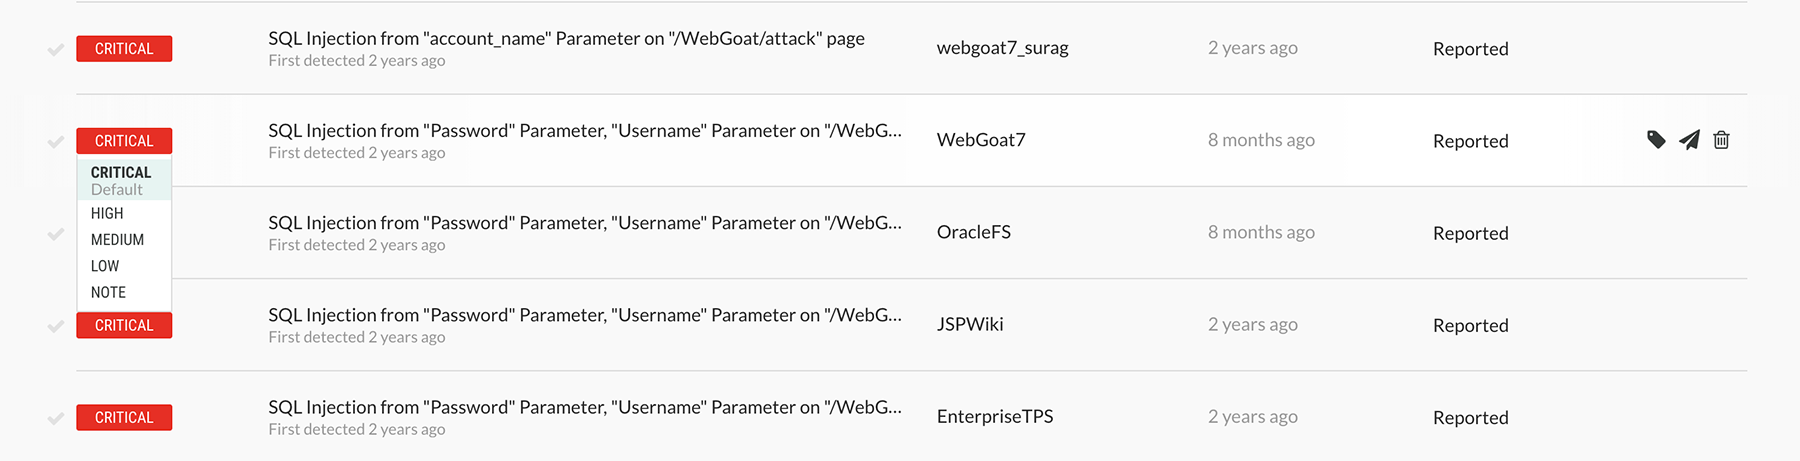 CRITICAL
SQL Injection from "account_name" Parameter on "/WebGoat/attack" page
First detected 2 years ago
webgoat7_surag
2 years ago
Reported
CRITICAL
SQL Injection from "Password" Parameter, "Username" Parameter on "/WebG...
First detected 2 years ago
WebGoat7
8 months ago
Reported
CRITICAL
Default
HIGH
MEDIUM
LOW
NOTE
SQL Injection from "Password" Parameter, "Username" Parameter on "/WebG...
First detected 2 years ago
OracleFS
8 months ago
Reported
CRITICAL
SQL Injection from "Password" Parameter, "Username" Parameter on "/WebG...
First detected 2 years ago
JSPWiki
2 years ago
Reported
CRITICAL
SQL Injection from "Password" Parameter, "Username" Parameter on "/WebG...
First detected 2 years ago
EnterpriseTPS
2 years ago
Reported